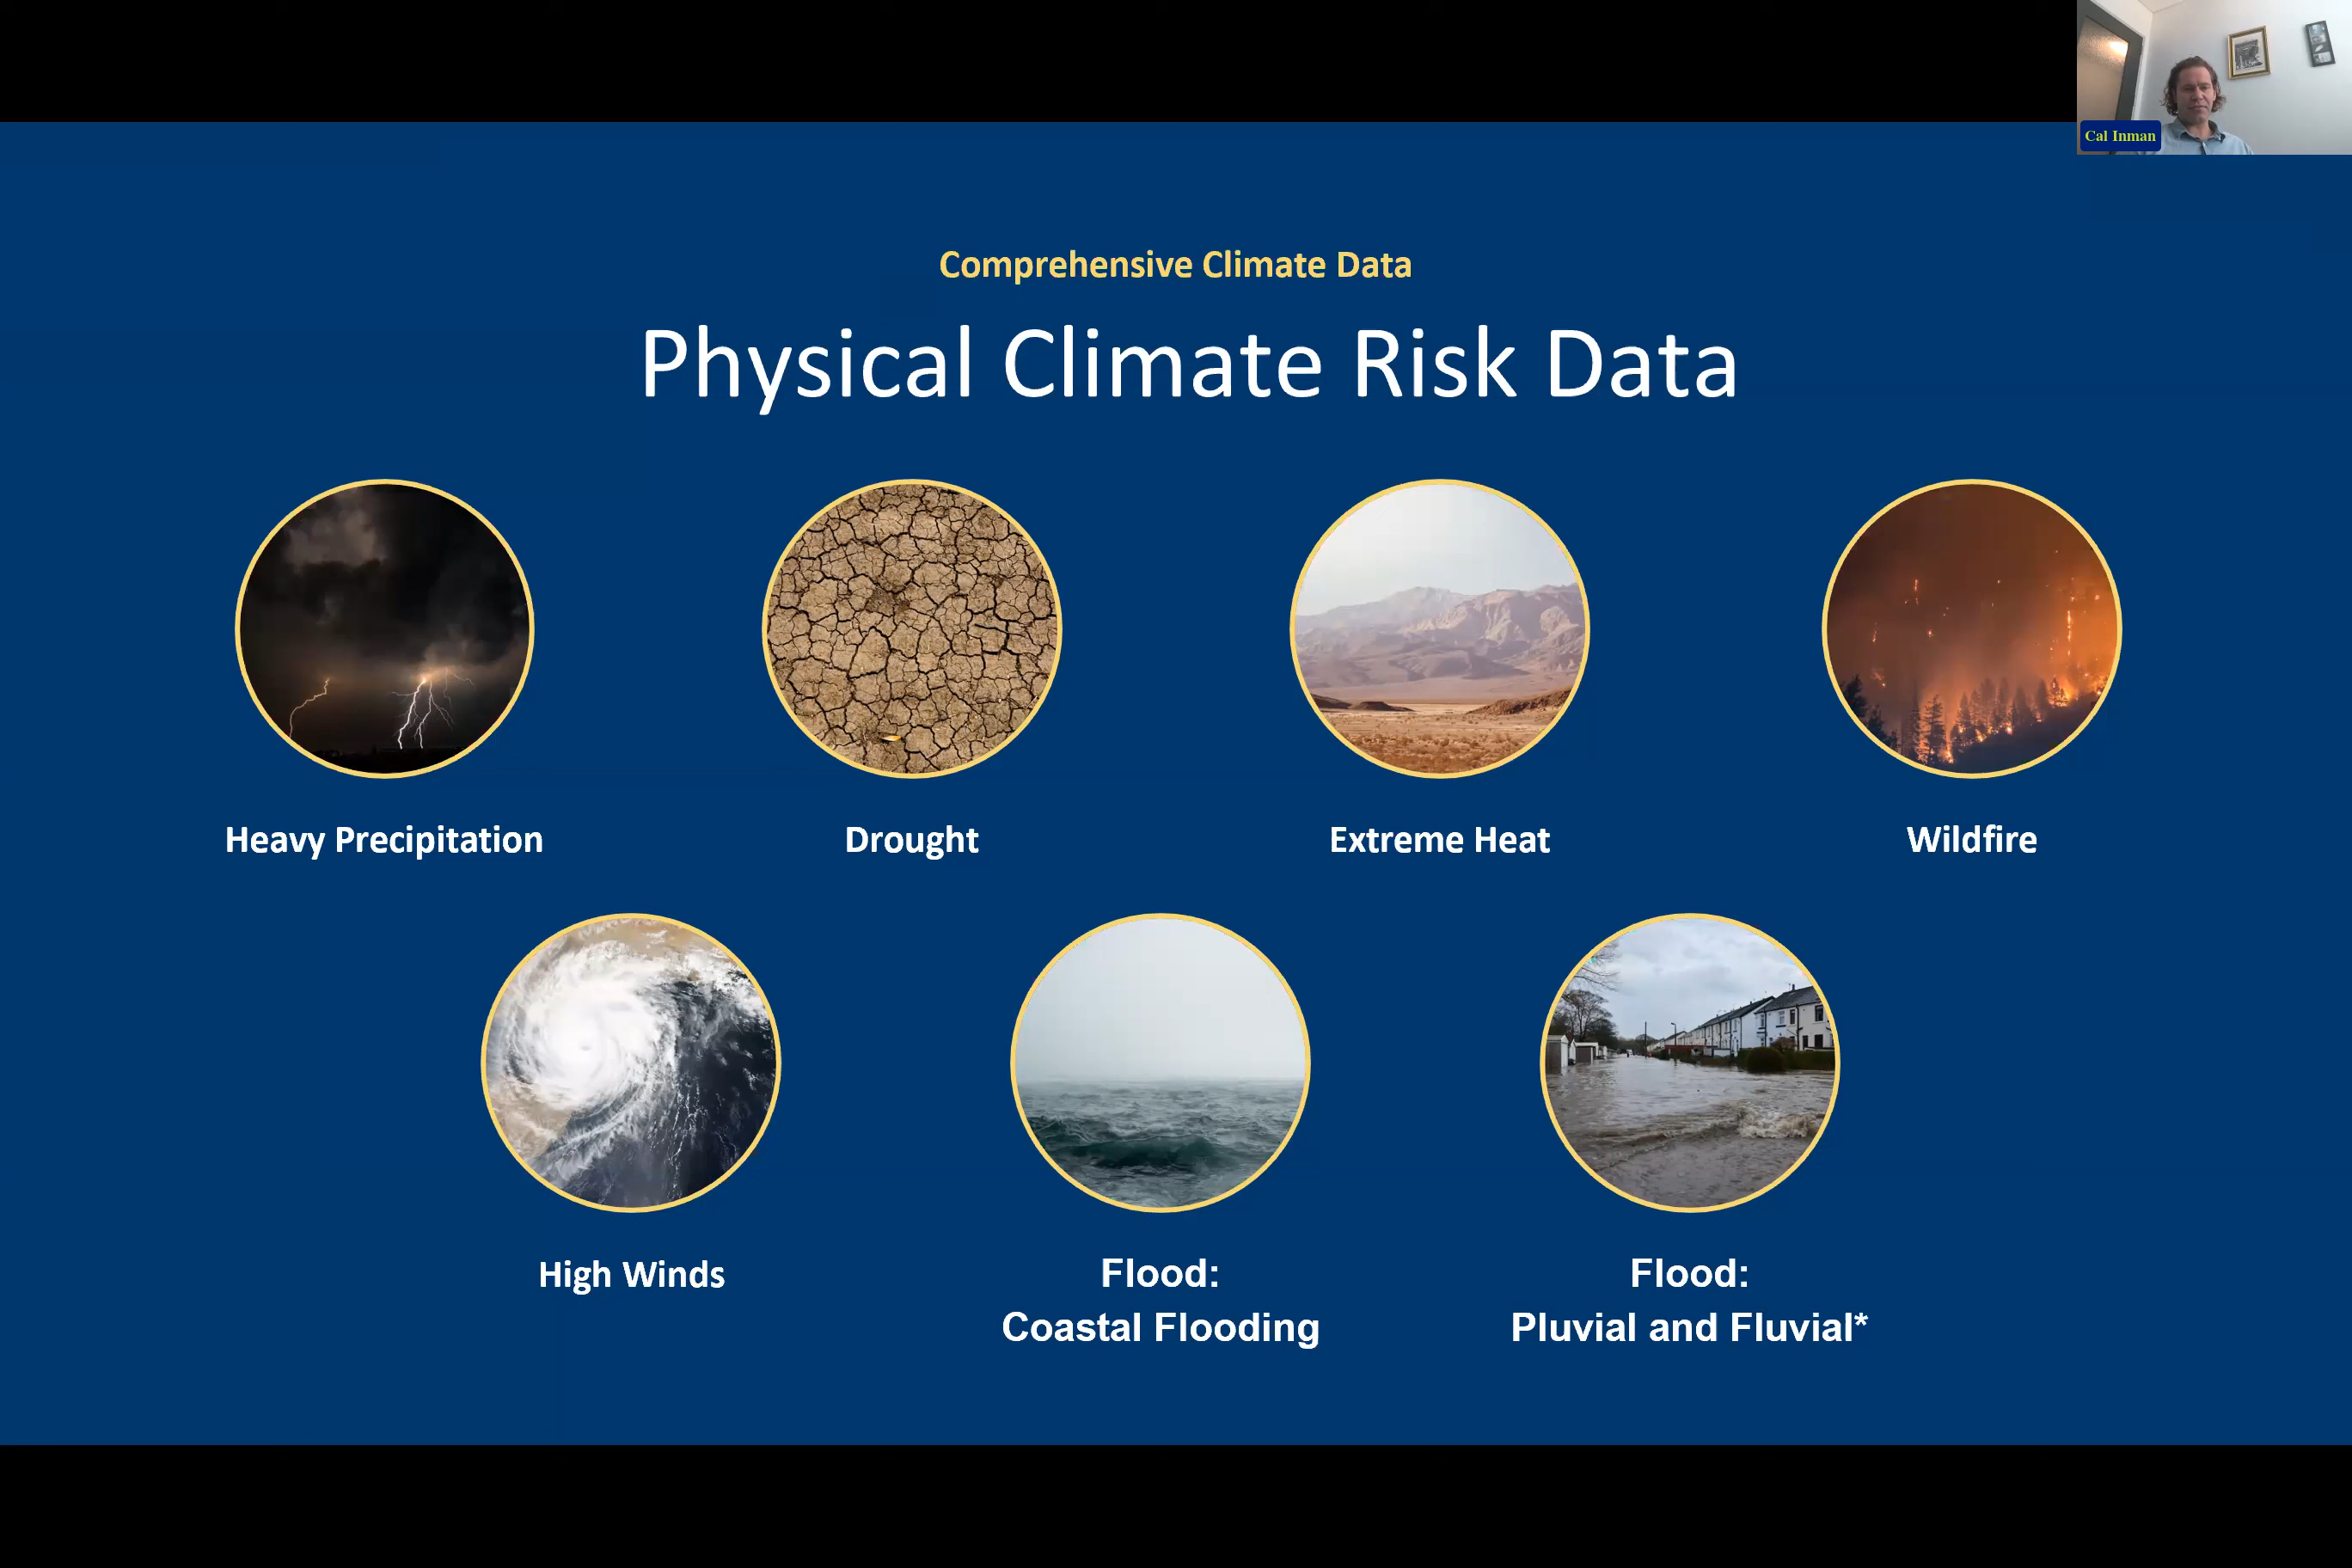 Cal Inman
Comprehensive Climate Data
Physical Climate Risk Data
Heavy Precipitation
Drought
Extreme Heat
Wildfire
High Winds
Flood:
Coastal Flooding
Flood:
Pluvial and Fluvial*